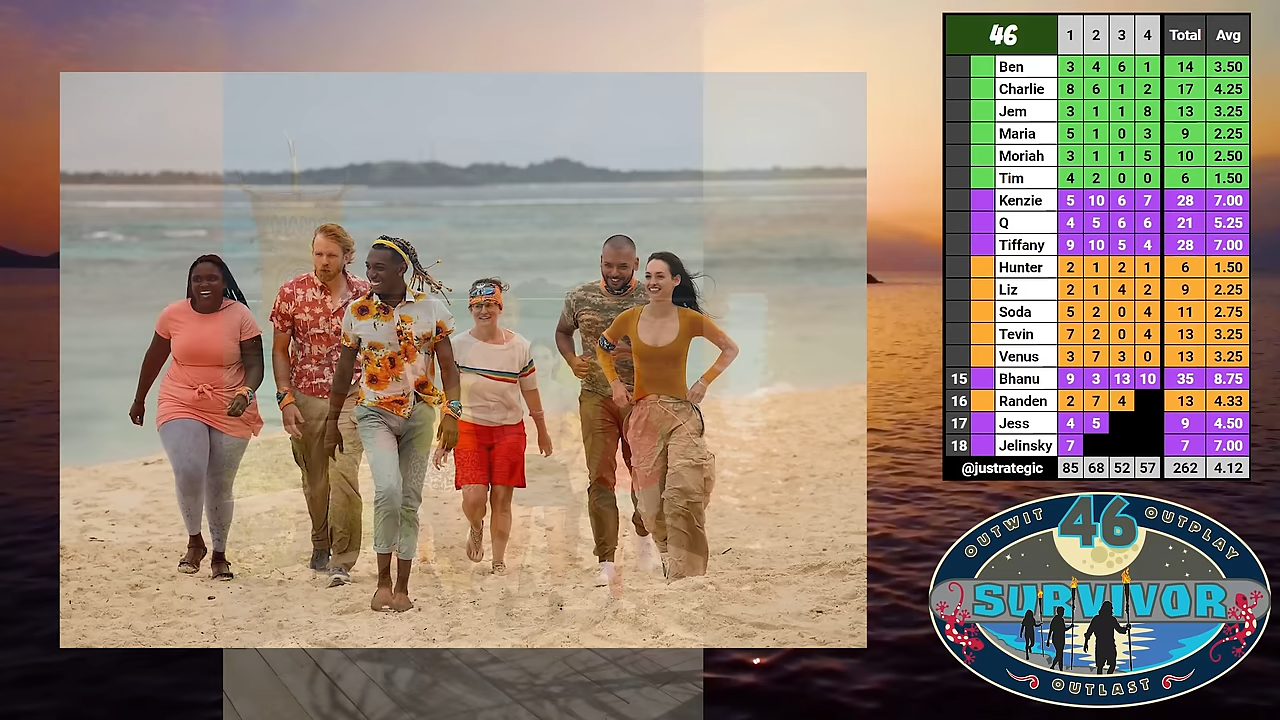 46 1 2 3 4 Total Avg
Ben 3 4 6 1 14 3.50
Charlie 8 6 1 2 17 4.25
Jem 3 1 1 8 13 3.25
Maria 5 1 0 3 9 2.25
Moriah 3 1 1 5 10 2.50
Tim 4 2 0 0 6 1.50
Kenzie 5 10 6 7 28 7.00
Q 4 5 6 6 21 5.25
Tiffany 9 10 5 4 28 7.00
Hunter 2 1 2 1 6 1.50
Liz 2 1 4 2 9 2.25
Soda 5 2 0 4 11 2.75
Tevin 7 2 0 4 13 3.25
Venus 3 7 3 0 13 3.25
15 Bhanu 9 3 13 10 35 8.75
16 Randen 2 7 4 13 4.33
17 Jess 4 5 9 4.50
18 Jelinsky 7 7 7.00
@justrategic 85 68 52 57 262 4.12
OUTWIT 46 OUTPLAY
SURVIVOR
OUTLAST